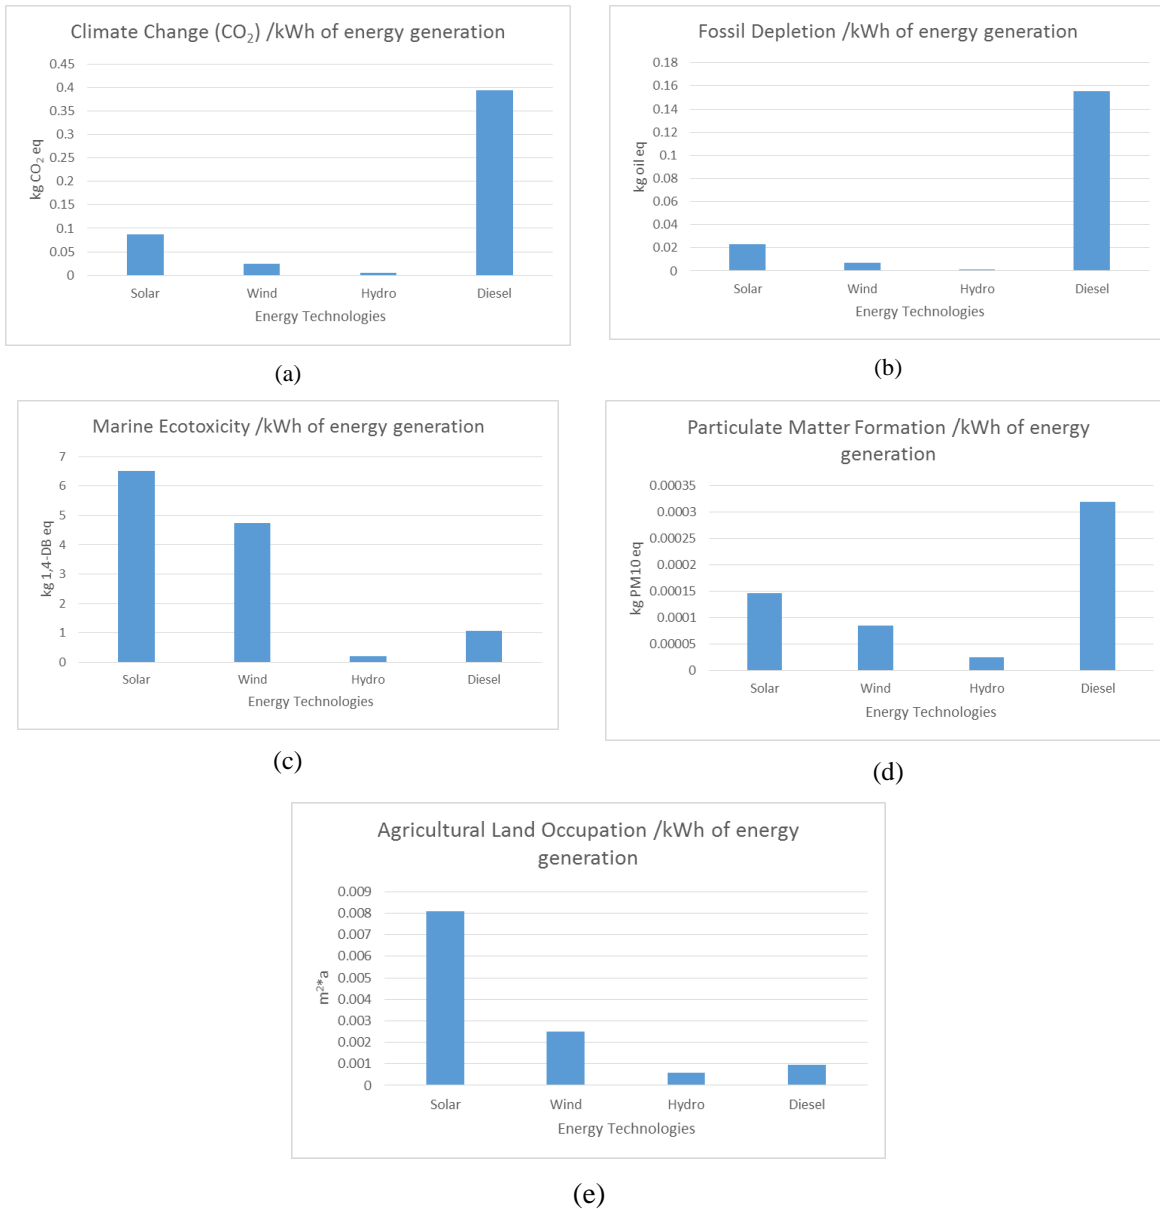 Climate Change (CO₂) /kWh of energy generation
0.45
0.4
0.35
0.3
0.25
0.2
0.15
0.1
0.05
0
kg CO₂ eq
Solar Wind Hydro Diesel
Energy Technologies
(a)
Fossil Depletion /kWh of energy generation
0.18
0.16
0.14
0.12
0.1
0.08
0.06
0.04
0.02
0
kg oil eq
Solar Wind Hydro Diesel
Energy Technologies
(b)
Marine Ecotoxicity /kWh of energy generation
7
6
5
4
3
2
1
0
kg 1,4-DB eq
Solar Wind Hydro Diesel
Energy Technologies
(c)
Particulate Matter Formation /kWh of energy
generation
0.00035
0.0003
0.00025
0.0002
0.00015
0.0001
0.00005
0
kg PM10 eq
Solar Wind Hydro Diesel
Energy Technologies
(d)
Agricultural Land Occupation /kWh of energy
generation
0.009
0.008
0.007
0.006
0.005
0.004
0.003
0.002
0.001
0
m²*a
Solar Wind Hydro Diesel
Energy Technologies
(e)